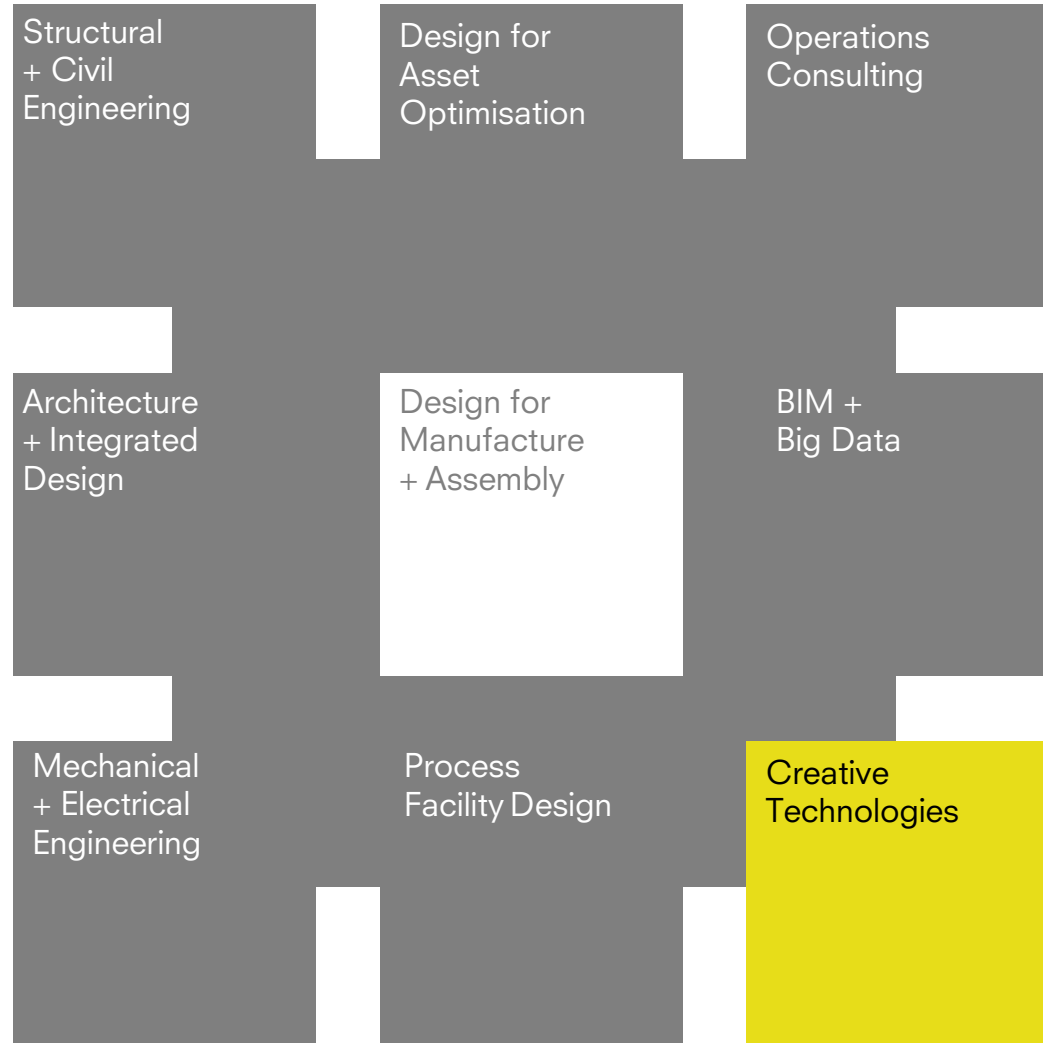 Structural
+ Civil
Engineering
Design for
Asset
Optimisation
Operations
Consulting
Architecture
+ Integrated
Design
Design for
Manufacture
+ Assembly
BIM +
Big Data
Mechanical
+ Electrical
Engineering
Process
Facility Design
Creative
Technologies